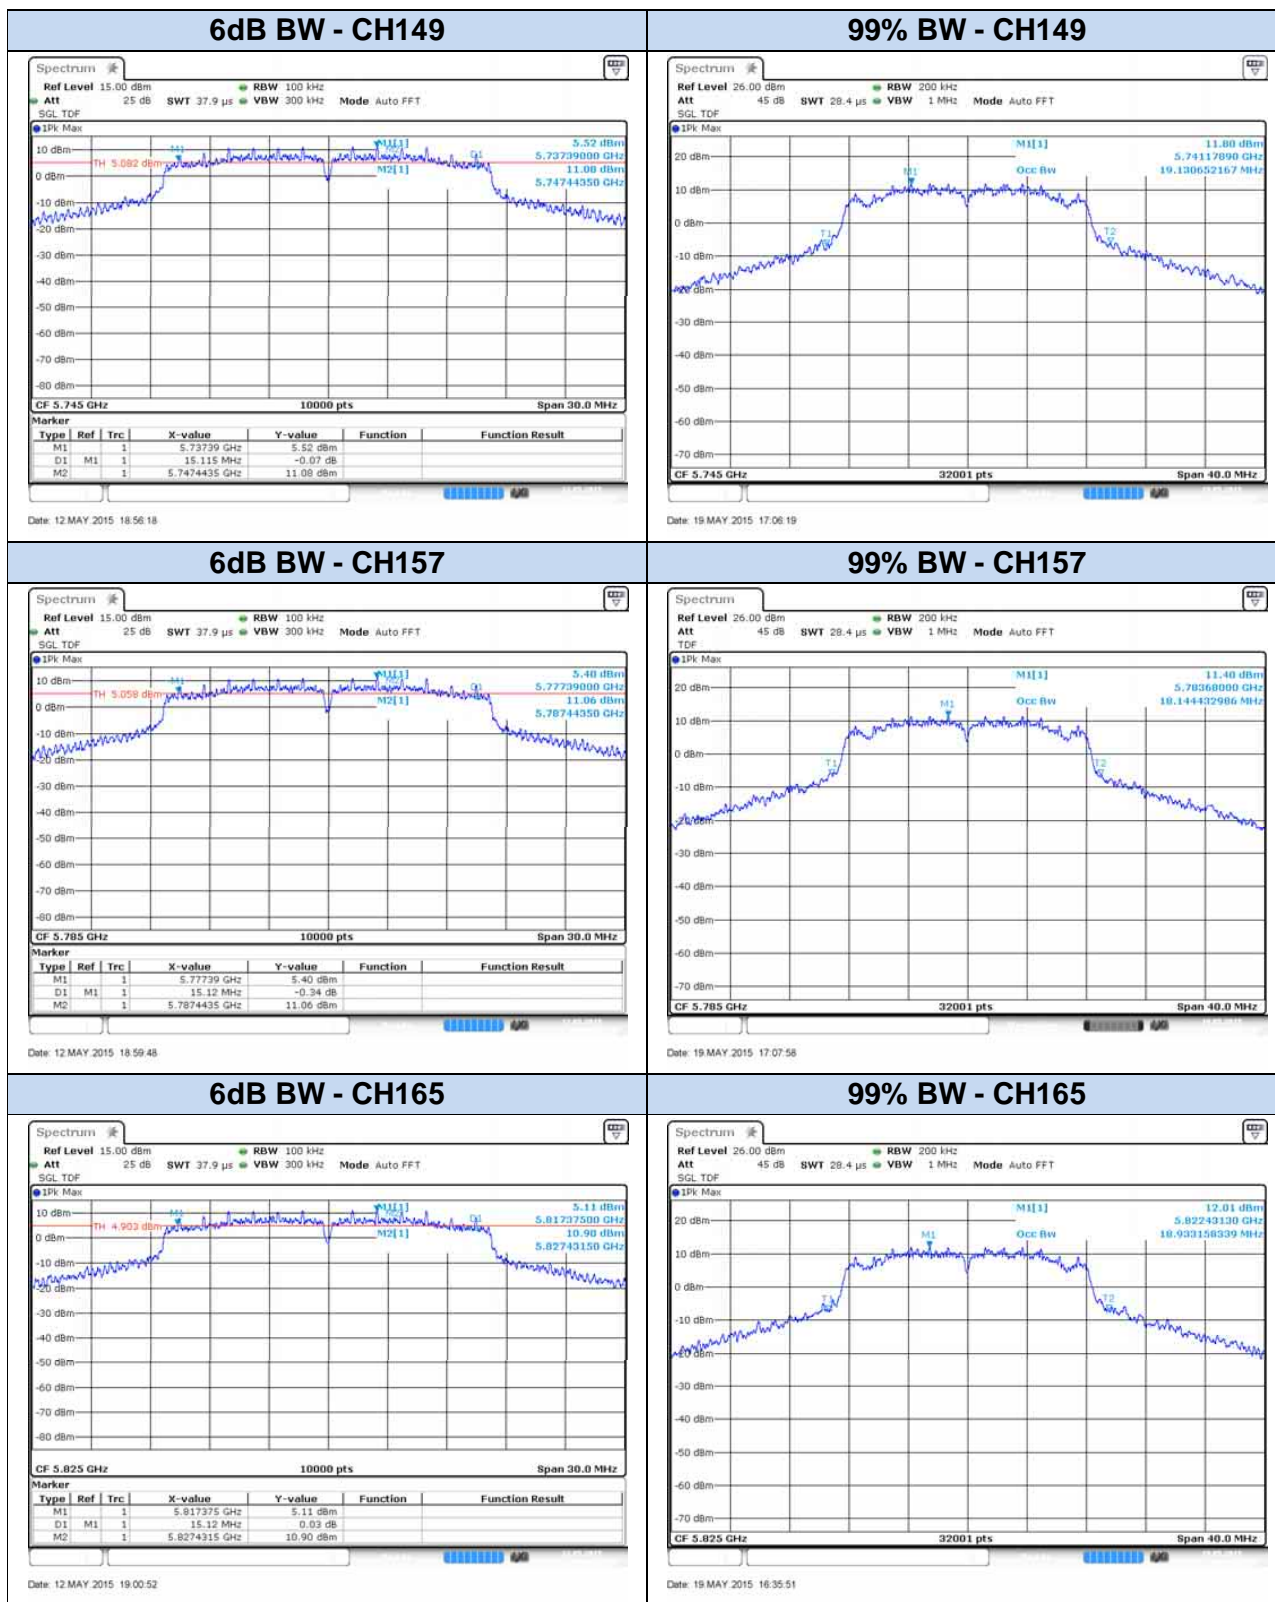 6dB BW - CH149
Spectrum
Ref Level 15.00 dBm RBW 100 kHz
Att 25 dB SWT 37.9 µs VBW 300 kHz Mode Auto FFT
SGL TDF
1Pk Max
10 dBm
0 dBm
-10 dBm
-20 dBm
-30 dBm
-40 dBm
-50 dBm
-60 dBm
-70 dBm
-80 dBm
TH 5.082 dBm
M1
D1
M1[1] 5.52 dBm
5.73739000 GHz
M2[1] 11.08 dBm
5.74744350 GHz
CF 5.745 GHz 10000 pts Span 30.0 MHz
Marker
Type Ref Trc X-value Y-value Function Function Result
M1 1 5.73739 GHz 5.52 dBm
D1 M1 1 15.115 MHz -0.07 dB
M2 1 5.7474435 GHz 11.08 dBm
Date: 12.MAY.2015 18:56:18
99% BW - CH149
Spectrum
Ref Level 26.00 dBm RBW 200 kHz
Att 45 dB SWT 28.4 µs VBW 1 MHz Mode Auto FFT
SGL TDF
1Pk Max
20 dBm
10 dBm
0 dBm
-10 dBm
-20 dBm
-30 dBm
-40 dBm
-50 dBm
-60 dBm
-70 dBm
M1
T1
T2
M1[1] 11.80 dBm
5.74117890 GHz
Occ Bw 19.130652167 MHz
CF 5.745 GHz 32001 pts Span 40.0 MHz
Date: 19.MAY.2015 17:06:19
6dB BW - CH157
Spectrum
Ref Level 15.00 dBm RBW 100 kHz
Att 25 dB SWT 37.9 µs VBW 300 kHz Mode Auto FFT
SGL TDF
1Pk Max
10 dBm
0 dBm
-10 dBm
-20 dBm
-30 dBm
-40 dBm
-50 dBm
-60 dBm
-70 dBm
-80 dBm
TH 5.058 dBm
M1
D1
M1[1] 5.40 dBm
5.77739000 GHz
M2[1] 11.06 dBm
5.78744350 GHz
CF 5.785 GHz 10000 pts Span 30.0 MHz
Marker
Type Ref Trc X-value Y-value Function Function Result
M1 1 5.77739 GHz 5.40 dBm
D1 M1 1 15.12 MHz -0.34 dB
M2 1 5.7874435 GHz 11.06 dBm
Date: 12.MAY.2015 18:59:48
99% BW - CH157
Spectrum
Ref Level 26.00 dBm RBW 200 kHz
Att 45 dB SWT 28.4 µs VBW 1 MHz Mode Auto FFT
TDF
1Pk Max
20 dBm
10 dBm
0 dBm
-10 dBm
-20 dBm
-30 dBm
-40 dBm
-50 dBm
-60 dBm
-70 dBm
M1
T1
T2
M1[1] 11.40 dBm
5.78368000 GHz
Occ Bw 18.144432986 MHz
CF 5.785 GHz 32001 pts Span 40.0 MHz
Date: 19.MAY.2015 17:07:58
6dB BW - CH165
Spectrum
Ref Level 15.00 dBm RBW 100 kHz
Att 25 dB SWT 37.9 µs VBW 300 kHz Mode Auto FFT
SGL TDF
1Pk Max
10 dBm
0 dBm
-10 dBm
-20 dBm
-30 dBm
-40 dBm
-50 dBm
-60 dBm
-70 dBm
-80 dBm
TH 4.903 dBm
M1
D1
M1[1] 5.11 dBm
5.81737500 GHz
M2[1] 10.90 dBm
5.82743150 GHz
CF 5.825 GHz 10000 pts Span 30.0 MHz
Marker
Type Ref Trc X-value Y-value Function Function Result
M1 1 5.817375 GHz 5.11 dBm
D1 M1 1 15.12 MHz 0.03 dB
M2 1 5.8274315 GHz 10.90 dBm
Date: 12.MAY.2015 19:00:52
99% BW - CH165
Spectrum
Ref Level 26.00 dBm RBW 200 kHz
Att 45 dB SWT 28.4 µs VBW 1 MHz Mode Auto FFT
SGL TDF
1Pk Max
20 dBm
10 dBm
0 dBm
-10 dBm
-20 dBm
-30 dBm
-40 dBm
-50 dBm
-60 dBm
-70 dBm
M1
T1
T2
M1[1] 12.01 dBm
5.82243130 GHz
Occ Bw 18.933158339 MHz
CF 5.825 GHz 32001 pts Span 40.0 MHz
Date: 19.MAY.2015 16:35:51